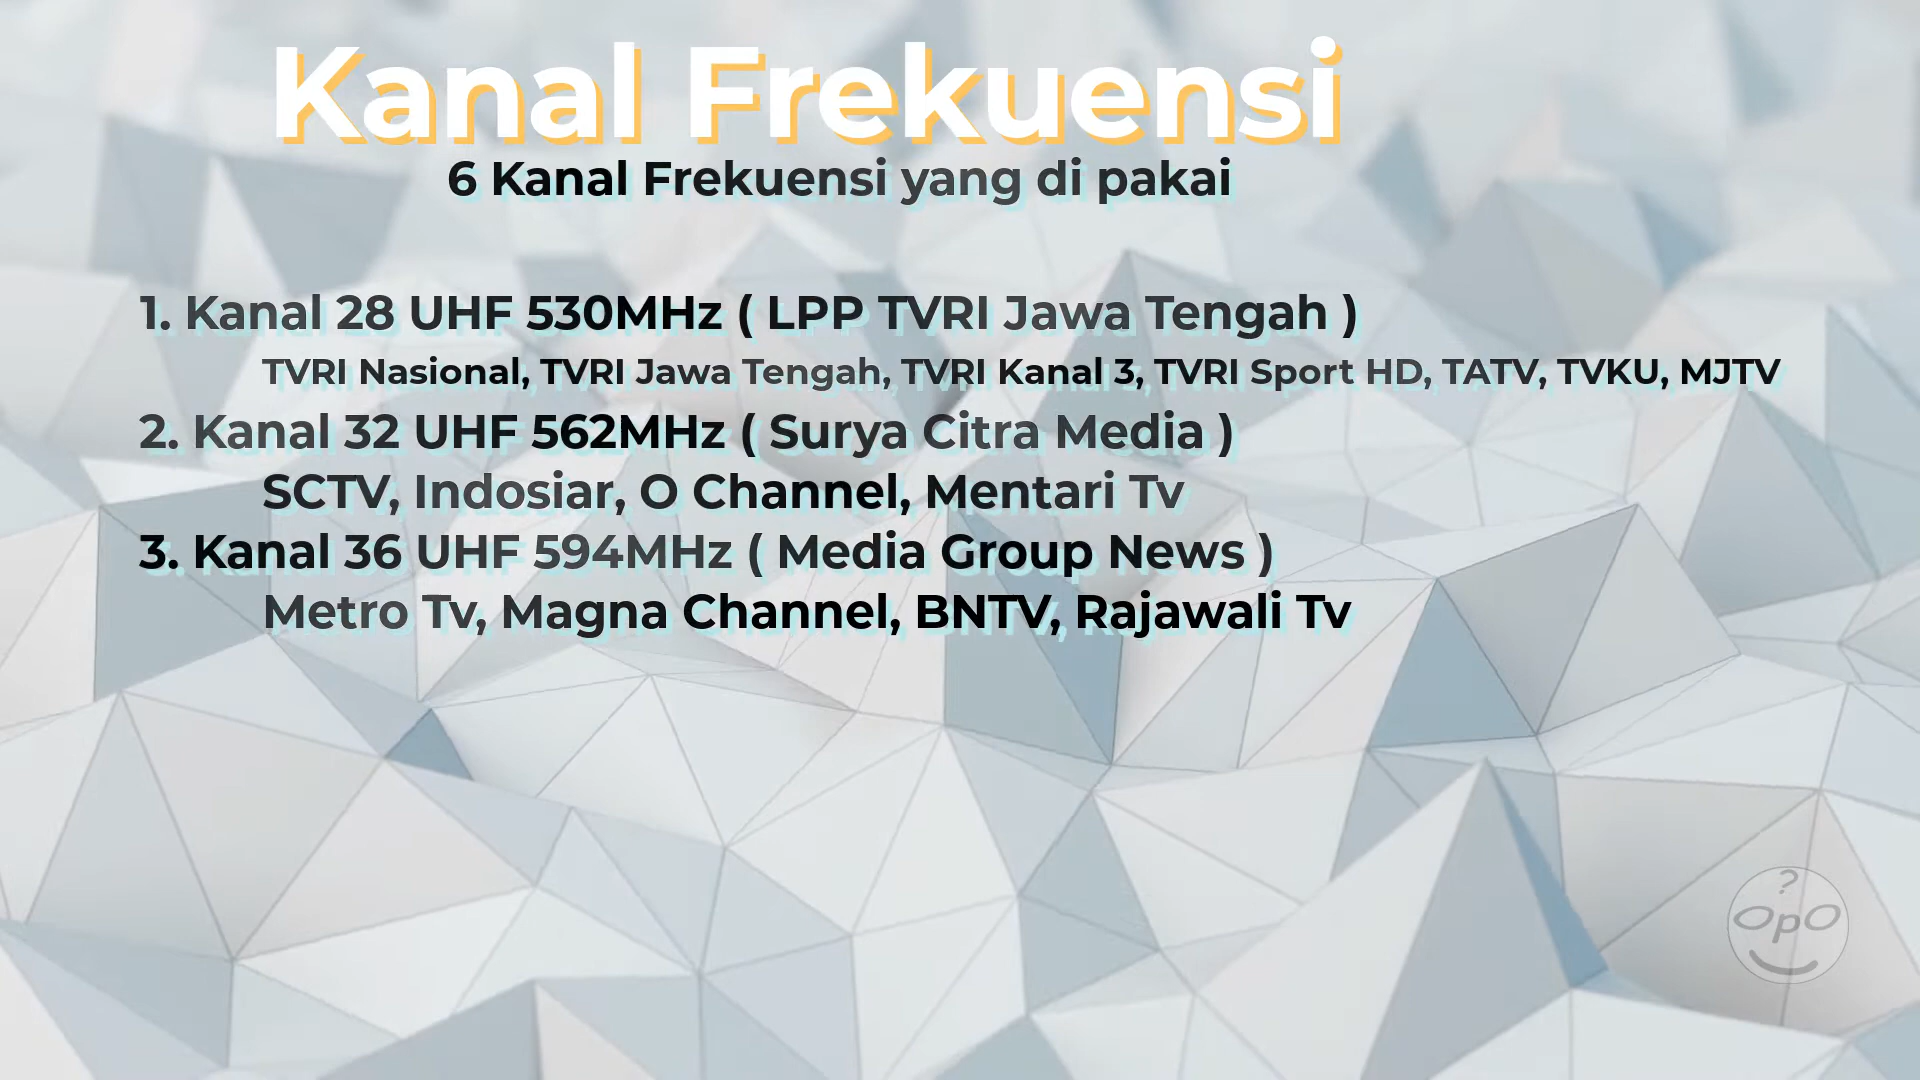 Kanal Frekuensi
6 Kanal Frekuensi yang di pakai
1. Kanal 28 UHF 530MHz ( LPP TVRI Jawa Tengah )
TVRI Nasional, TVRI Jawa Tengah, TVRI Kanal 3, TVRI Sport HD, TATV, TVKU, MJTV
2. Kanal 32 UHF 562MHz ( Surya Citra Media )
SCTV, Indosiar, O Channel, Mentari Tv
3. Kanal 36 UHF 594MHz ( Media Group News )
Metro Tv, Magna Channel, BNTV, Rajawali Tv
?
OpO